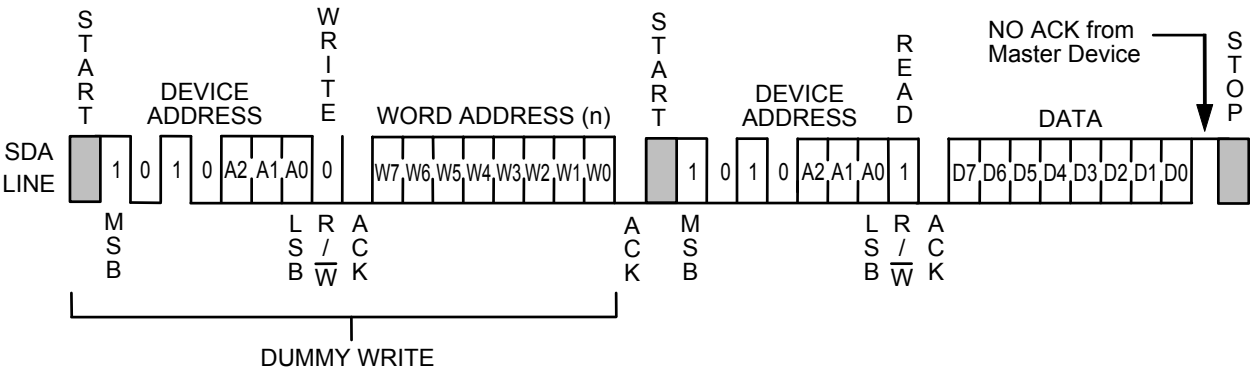 START
WRITE
START
READ
NO ACK from
Master Device
STOP
DEVICE
ADDRESS
WORD ADDRESS (n)
DEVICE
ADDRESS
DATA
SDA
LINE
1 0 1 0 A2 A1 A0 0 W7 W6 W5 W4 W3 W2 W1 W0 1 0 1 0 A2 A1 A0 1 D7 D6 D5 D4 D3 D2 D1 D0
MSB
LSB
R/W̅
ACK
ACK
MSB
LSB
R/W̅
ACK
DUMMY WRITE